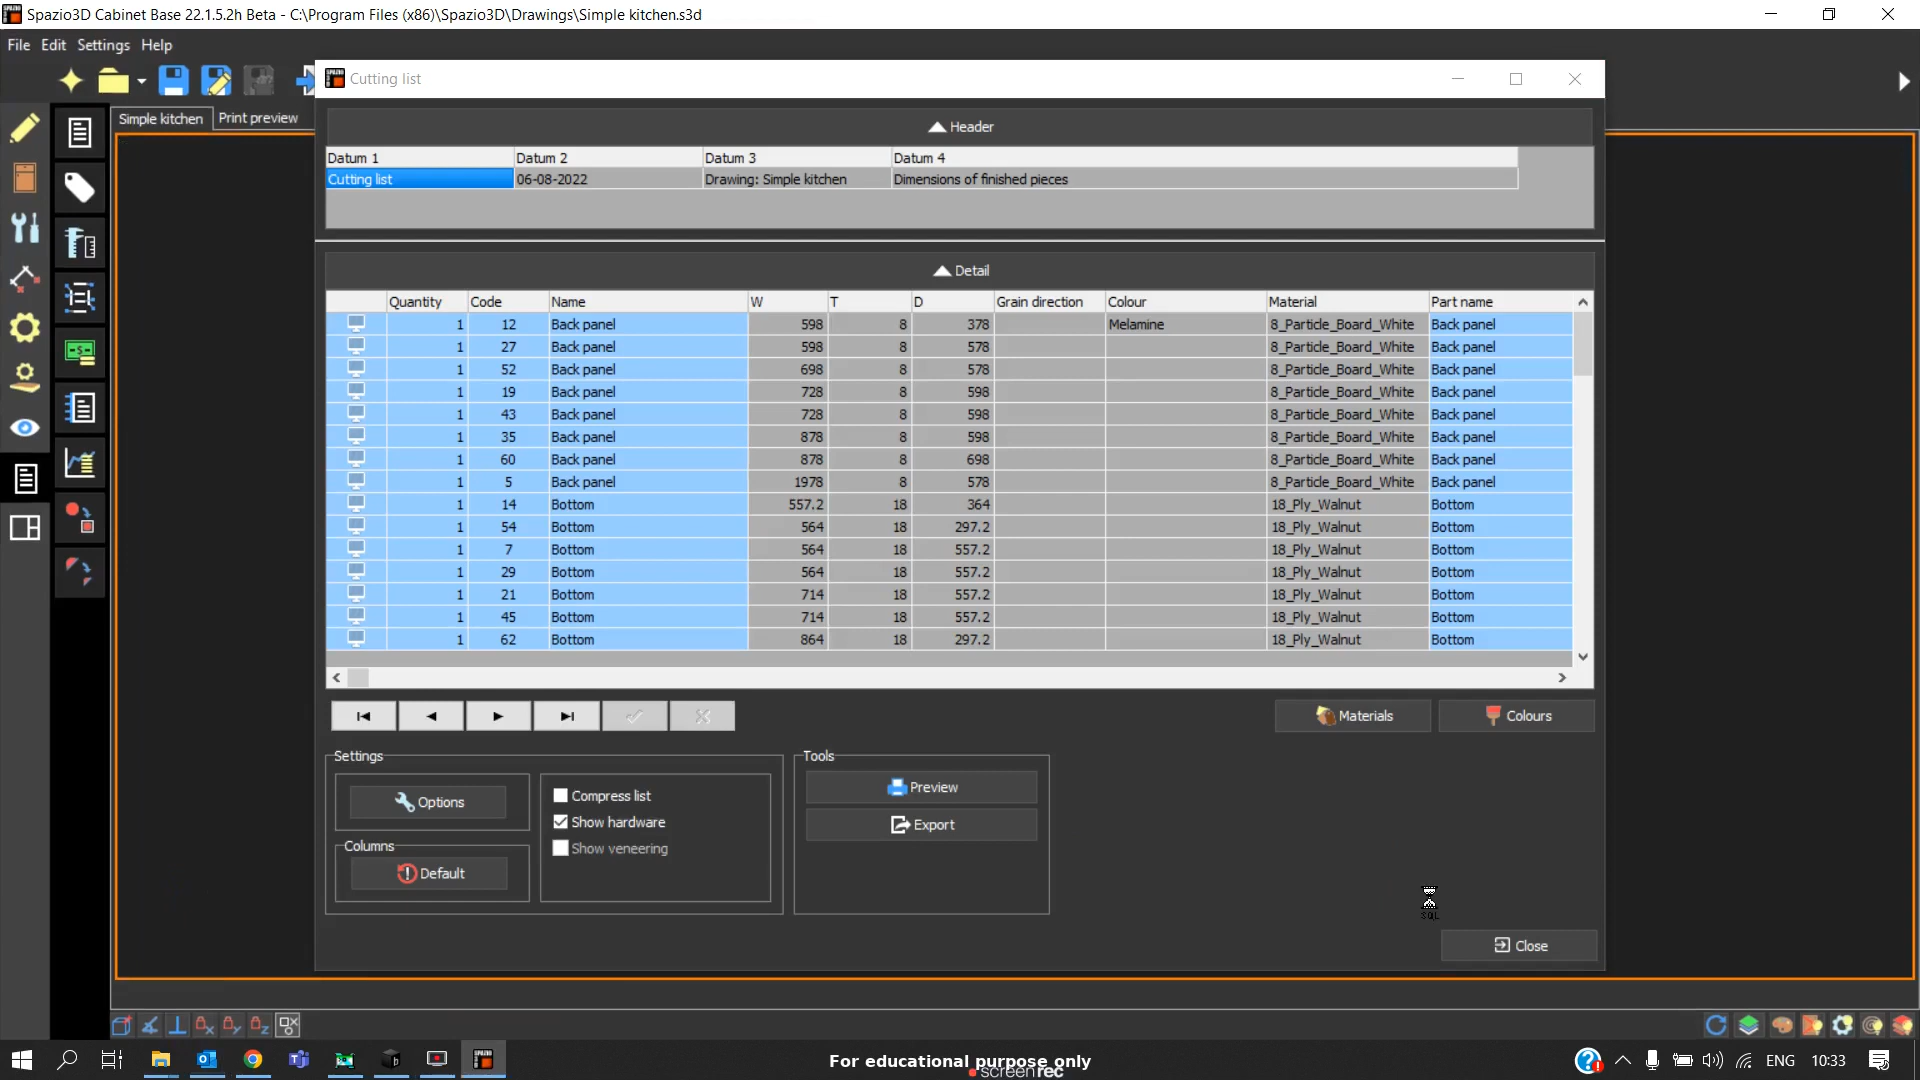 Spazio3D Cabinet Base 22.1.5.2h Beta - C:\Program Files (x86)\Spazio3D\Drawings\Simple kitchen.s3d
File Edit Settings Help
Cutting list
Simple kitchen Print preview
Header
Datum 1 Datum 2 Datum 3 Datum 4
Cutting list 06-08-2022 Drawing: Simple kitchen Dimensions of finished pieces
Detail
Quantity Code Name W T D Grain direction Colour Material Part name
1 12 Back panel 598 8 378 Melamine 8_Particle_Board_White Back panel
1 27 Back panel 598 8 578 8_Particle_Board_White Back panel
1 52 Back panel 698 8 578 8_Particle_Board_White Back panel
1 19 Back panel 728 8 598 8_Particle_Board_White Back panel
1 43 Back panel 728 8 598 8_Particle_Board_White Back panel
1 35 Back panel 878 8 598 8_Particle_Board_White Back panel
1 60 Back panel 878 8 698 8_Particle_Board_White Back panel
1 5 Back panel 1978 8 578 8_Particle_Board_White Back panel
1 14 Bottom 557.2 18 364 18_Ply_Walnut Bottom
1 54 Bottom 564 18 297.2 18_Ply_Walnut Bottom
1 7 Bottom 564 18 557.2 18_Ply_Walnut Bottom
1 29 Bottom 564 18 557.2 18_Ply_Walnut Bottom
1 21 Bottom 714 18 557.2 18_Ply_Walnut Bottom
1 45 Bottom 714 18 557.2 18_Ply_Walnut Bottom
1 62 Bottom 864 18 297.2 18_Ply_Walnut Bottom
Materials Colours
Settings Tools
Options
Compress list
Show hardware
Show veneering
Columns
Default
Preview
Export
SQL
Close
For educational purpose only
screenrec
ENG 10:33